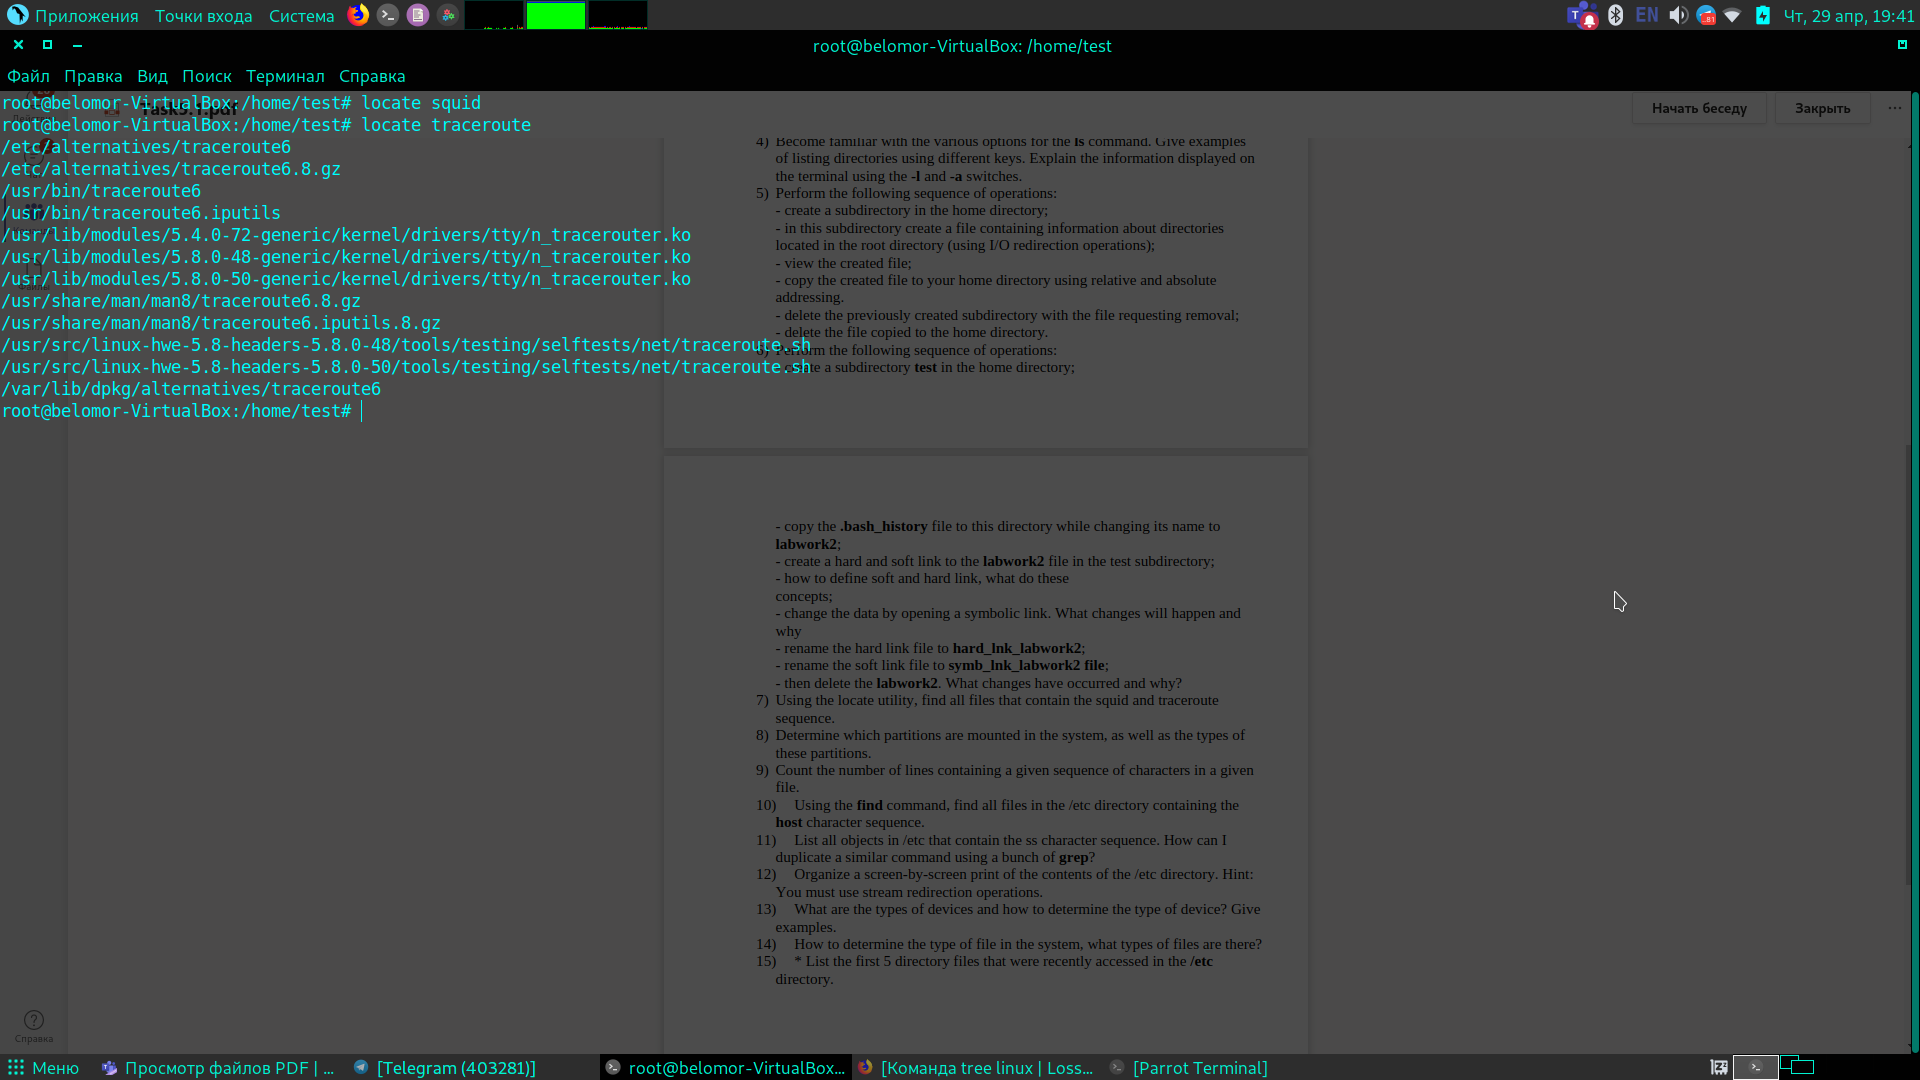 Приложения Точки входа Система EN 81 Чт, 29 апр, 19:41
root@belomor-VirtualBox: /home/test
Файл Правка Вид Поиск Терминал Справка
root@belomor-VirtualBox:/home/test# locate squid
root@belomor-VirtualBox:/home/test# locate traceroute
/etc/alternatives/traceroute6
/etc/alternatives/traceroute6.8.gz
/usr/bin/traceroute6
/usr/bin/traceroute6.iputils
/usr/lib/modules/5.4.0-72-generic/kernel/drivers/tty/n_tracerouter.ko
/usr/lib/modules/5.8.0-48-generic/kernel/drivers/tty/n_tracerouter.ko
/usr/lib/modules/5.8.0-50-generic/kernel/drivers/tty/n_tracerouter.ko
/usr/share/man/man8/traceroute6.8.gz
/usr/share/man/man8/traceroute6.iputils.8.gz
/usr/src/linux-hwe-5.8-headers-5.8.0-48/tools/testing/selftests/net/traceroute.sh
/usr/src/linux-hwe-5.8-headers-5.8.0-50/tools/testing/selftests/net/traceroute.sh
/var/lib/dpkg/alternatives/traceroute6
root@belomor-VirtualBox:/home/test#
Task5.1.pdf
Начать беседу Закрыть ...
4) Become familiar with the various options for the ls command. Give examples
of listing directories using different keys. Explain the information displayed on
the terminal using the -l and -a switches.
5) Perform the following sequence of operations:
- create a subdirectory in the home directory;
- in this subdirectory create a file containing information about directories
located in the root directory (using I/O redirection operations);
- view the created file;
- copy the created file to your home directory using relative and absolute
addressing.
- delete the previously created subdirectory with the file requesting removal;
- delete the file copied to the home directory.
6) Perform the following sequence of operations:
- create a subdirectory test in the home directory;
- copy the .bash_history file to this directory while changing its name to
labwork2;
- create a hard and soft link to the labwork2 file in the test subdirectory;
- how to define soft and hard link, what do these
concepts;
- change the data by opening a symbolic link. What changes will happen and
why
- rename the hard link file to hard_lnk_labwork2;
- rename the soft link file to symb_lnk_labwork2 file;
- then delete the labwork2. What changes have occurred and why?
7) Using the locate utility, find all files that contain the squid and traceroute
sequence.
8) Determine which partitions are mounted in the system, as well as the types of
these partitions.
9) Count the number of lines containing a given sequence of characters in a given
file.
10) Using the find command, find all files in the /etc directory containing the
host character sequence.
11) List all objects in /etc that contain the ss character sequence. How can I
duplicate a similar command using a bunch of grep?
12) Organize a screen-by-screen print of the contents of the /etc directory. Hint:
You must use stream redirection operations.
13) What are the types of devices and how to determine the type of device? Give
examples.
14) How to determine the type of file in the system, what types of files are there?
15) * List the first 5 directory files that were recently accessed in the /etc
directory.
Справка
Меню Просмотр файлов PDF | ... [Telegram (403281)] root@belomor-VirtualBox... [Команда tree linux | Loss... [Parrot Terminal]